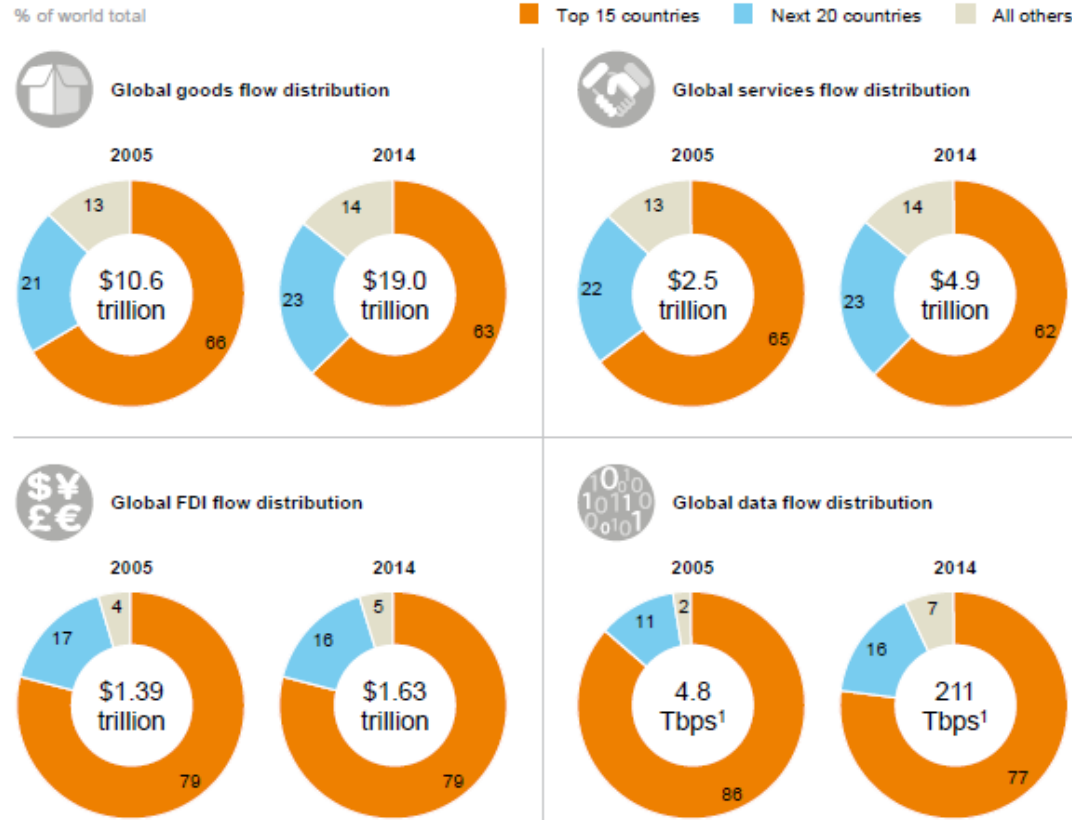 % of world total
Top 15 countries
Next 20 countries
All others
Global goods flow distribution
2005
2014
13
21
66
$10.6
trillion
14
23
63
$19.0
trillion
Global services flow distribution
2005
2014
13
22
65
$2.5
trillion
14
23
62
$4.9
trillion
$¥
£€
Global FDI flow distribution
2005
2014
4
17
79
$1.39
trillion
5
16
79
$1.63
trillion
Global data flow distribution
2005
2014
2
11
86
4.8
Tbps¹
7
16
77
211
Tbps¹